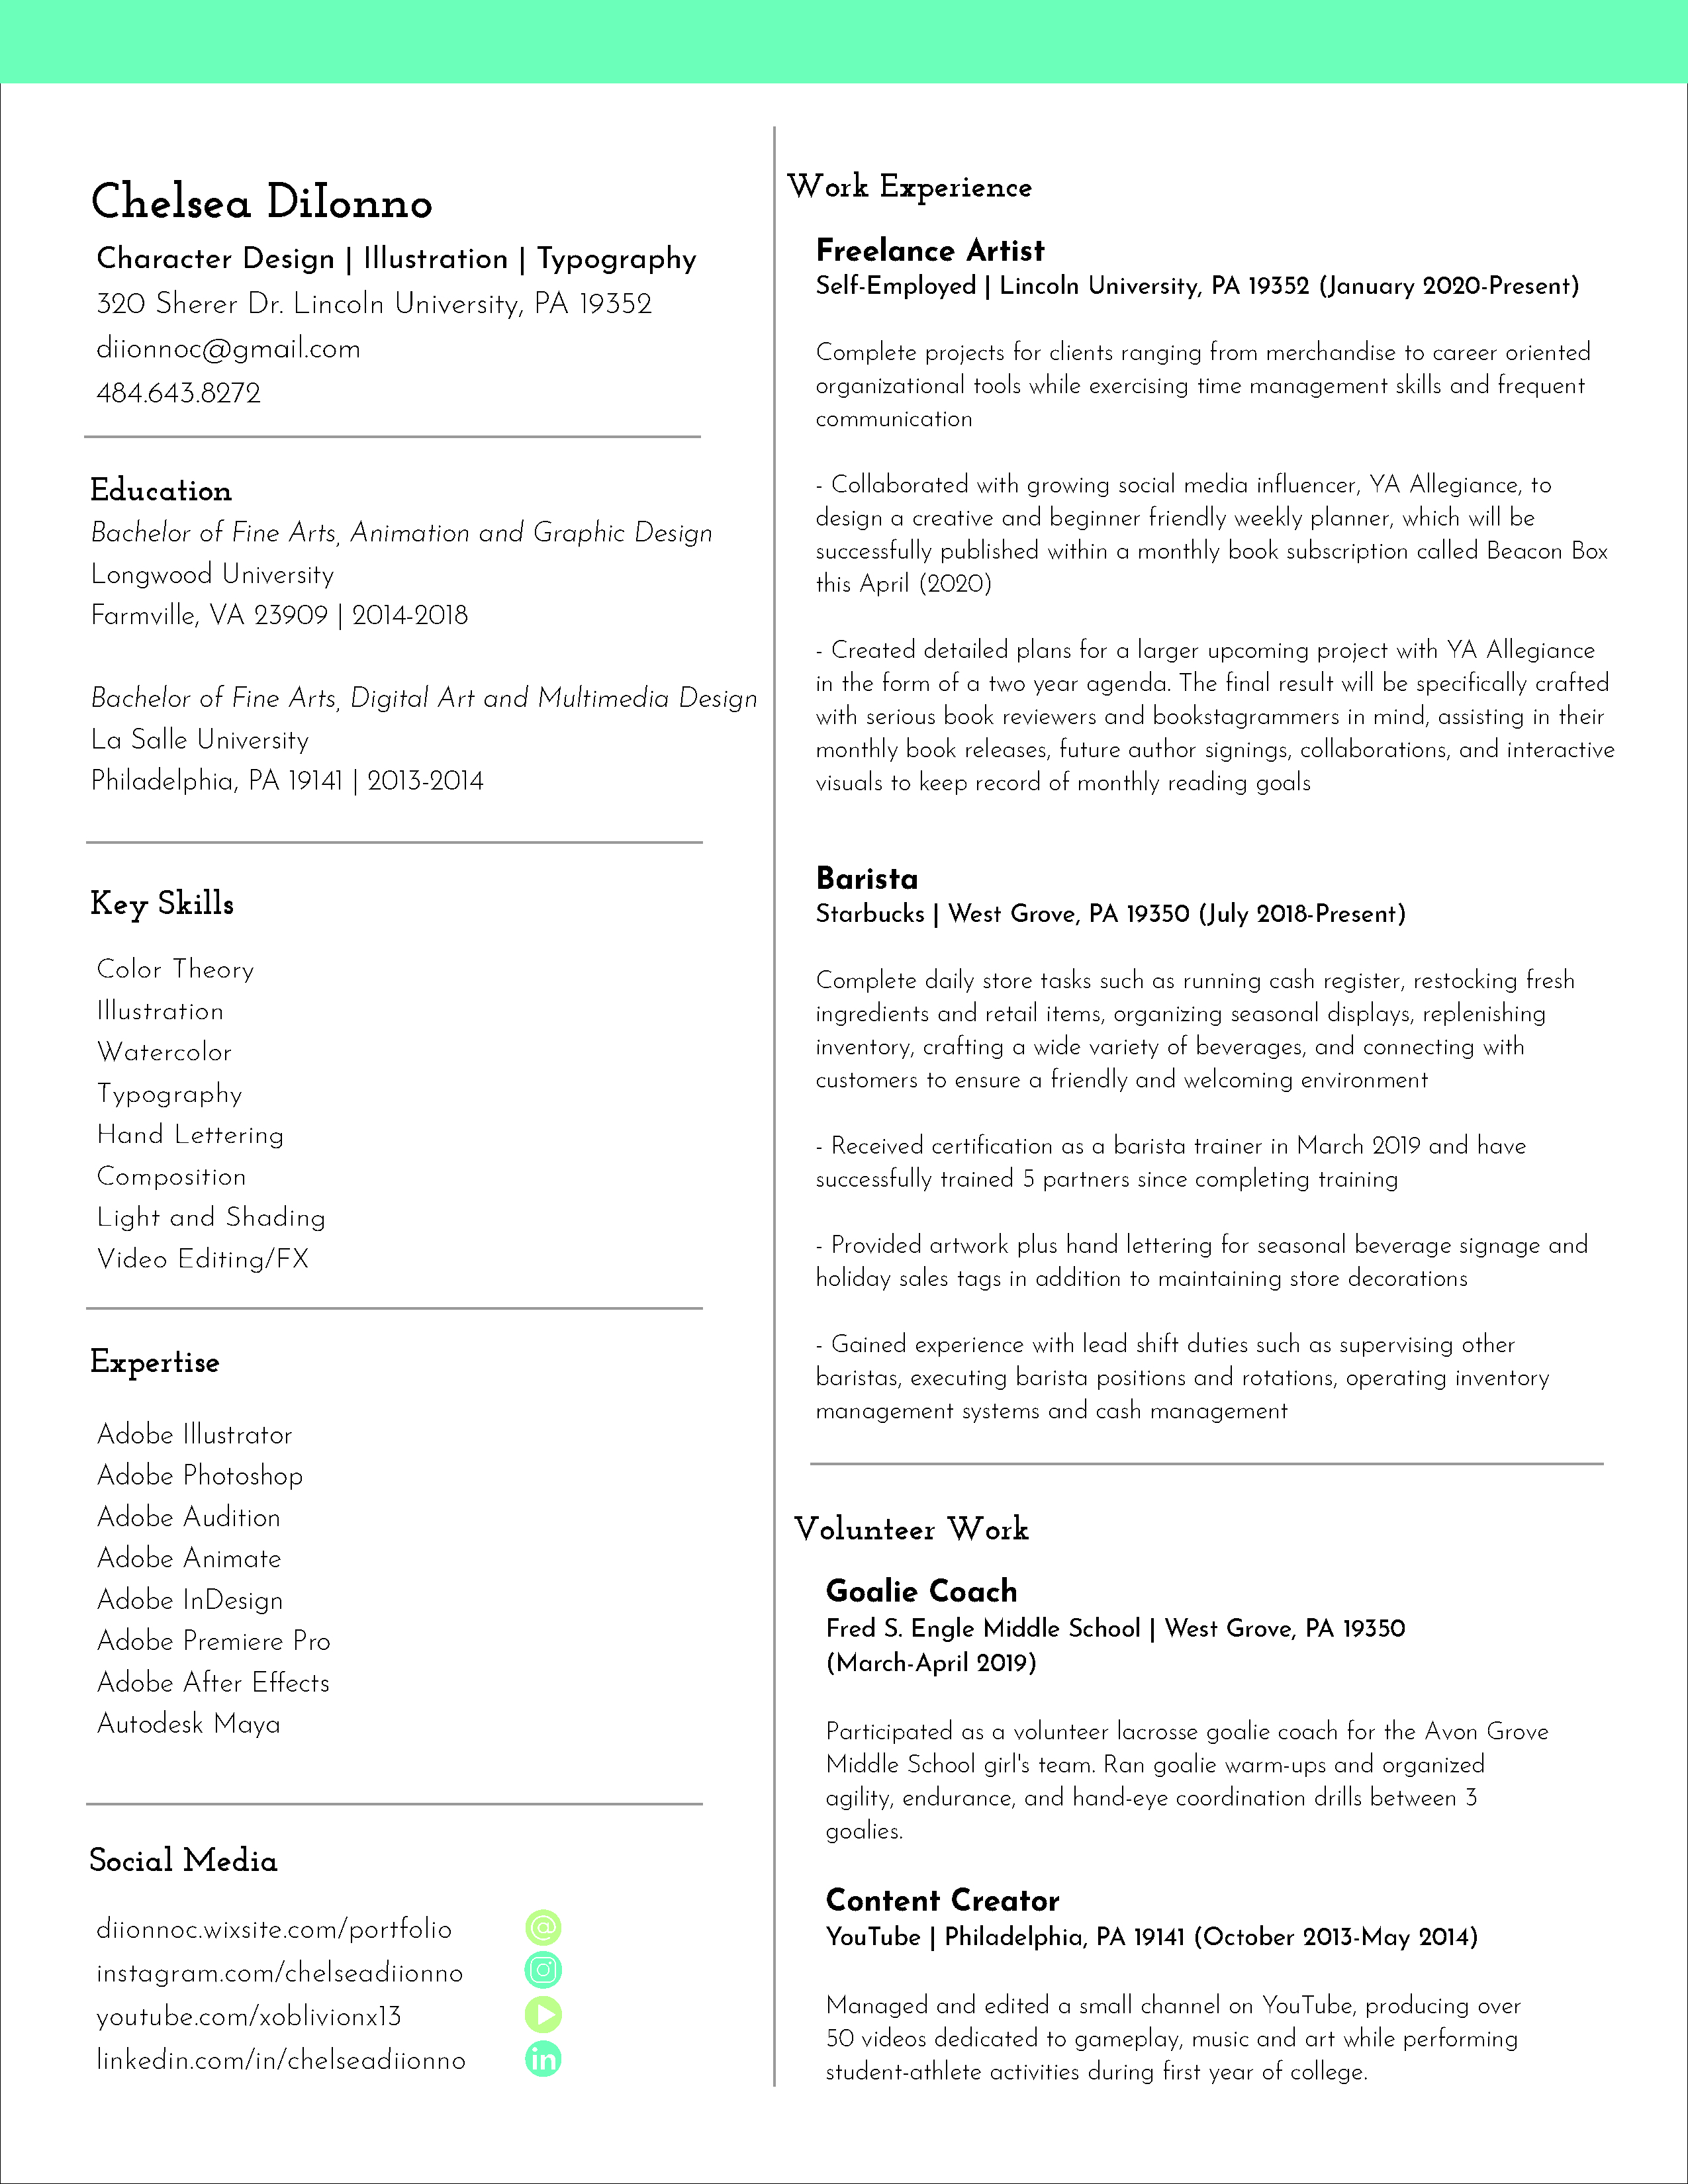 Chelsea DiIonno
Character Design | Illustration | Typography
320 Sherer Dr. Lincoln University, PA 19352
diionnoc@gmail.com
484.643.8272
Education
Bachelor of Fine Arts, Animation and Graphic Design
Longwood University
Farmville, VA 23909 | 2014-2018
Bachelor of Fine Arts, Digital Art and Multimedia Design
La Salle University
Philadelphia, PA 19141 | 2013-2014
Key Skills
Color Theory
Illustration
Watercolor
Typography
Hand Lettering
Composition
Light and Shading
Video Editing/FX
Expertise
Adobe Illustrator
Adobe Photoshop
Adobe Audition
Adobe Animate
Adobe InDesign
Adobe Premiere Pro
Adobe After Effects
Autodesk Maya
Social Media
diionnoc.wixsite.com/portfolio
instagram.com/chelseadiionno
youtube.com/xoblivionx13
linkedin.com/in/chelseadiionno
Work Experience
Freelance Artist
Self-Employed | Lincoln University, PA 19352 (January 2020-Present)
Complete projects for clients ranging from merchandise to career oriented
organizational tools while exercising time management skills and frequent
communication
- Collaborated with growing social media influencer, YA Allegiance, to
design a creative and beginner friendly weekly planner, which will be
successfully published within a monthly book subscription called Beacon Box
this April (2020)
- Created detailed plans for a larger upcoming project with YA Allegiance
in the form of a two year agenda. The final result will be specifically crafted
with serious book reviewers and bookstagrammers in mind, assisting in their
monthly book releases, future author signings, collaborations, and interactive
visuals to keep record of monthly reading goals
Barista
Starbucks | West Grove, PA 19350 (July 2018-Present)
Complete daily store tasks such as running cash register, restocking fresh
ingredients and retail items, organizing seasonal displays, replenishing
inventory, crafting a wide variety of beverages, and connecting with
customers to ensure a friendly and welcoming environment
- Received certification as a barista trainer in March 2019 and have
successfully trained 5 partners since completing training
- Provided artwork plus hand lettering for seasonal beverage signage and
holiday sales tags in addition to maintaining store decorations
- Gained experience with lead shift duties such as supervising other
baristas, executing barista positions and rotations, operating inventory
management systems and cash management
Volunteer Work
Goalie Coach
Fred S. Engle Middle School | West Grove, PA 19350
(March-April 2019)
Participated as a volunteer lacrosse goalie coach for the Avon Grove
Middle School girl's team. Ran goalie warm-ups and organized
agility, endurance, and hand-eye coordination drills between 3
goalies.
Content Creator
YouTube | Philadelphia, PA 19141 (October 2013-May 2014)
Managed and edited a small channel on YouTube, producing over
50 videos dedicated to gameplay, music and art while performing
student-athlete activities during first year of college.